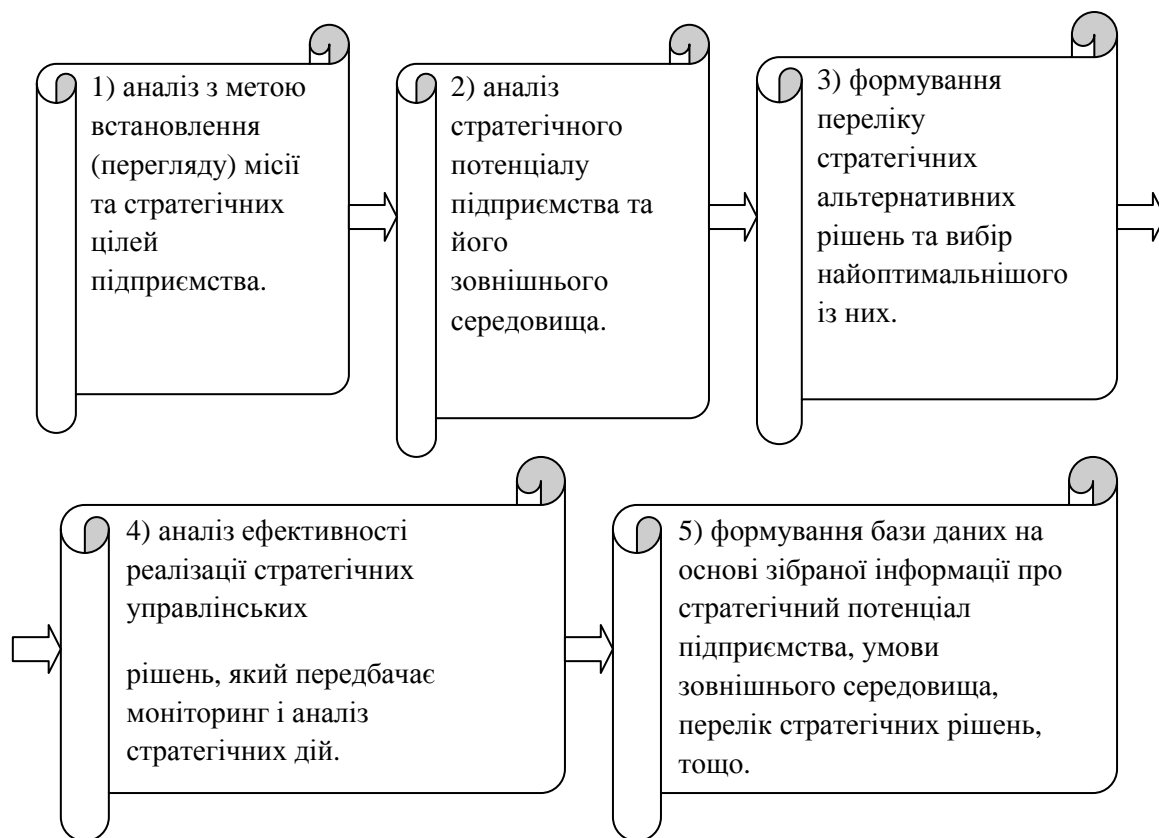 1) аналіз з метою
встановлення
(перегляду) місії
та стратегічних
цілей
підприємства.
2) аналіз
стратегічного
потенціалу
підприємства та
його
зовнішнього
середовища.
3) формування
переліку
стратегічних
альтернативних
рішень та вибір
найоптимальнішого
із них.
4) аналіз ефективності
реалізації стратегічних
управлінських
рішень, який передбачає
моніторинг і аналіз
стратегічних дій.
5) формування бази даних на
основі зібраної інформації про
стратегічний потенціал
підприємства, умови
зовнішнього середовища,
перелік стратегічних рішень,
тощо.